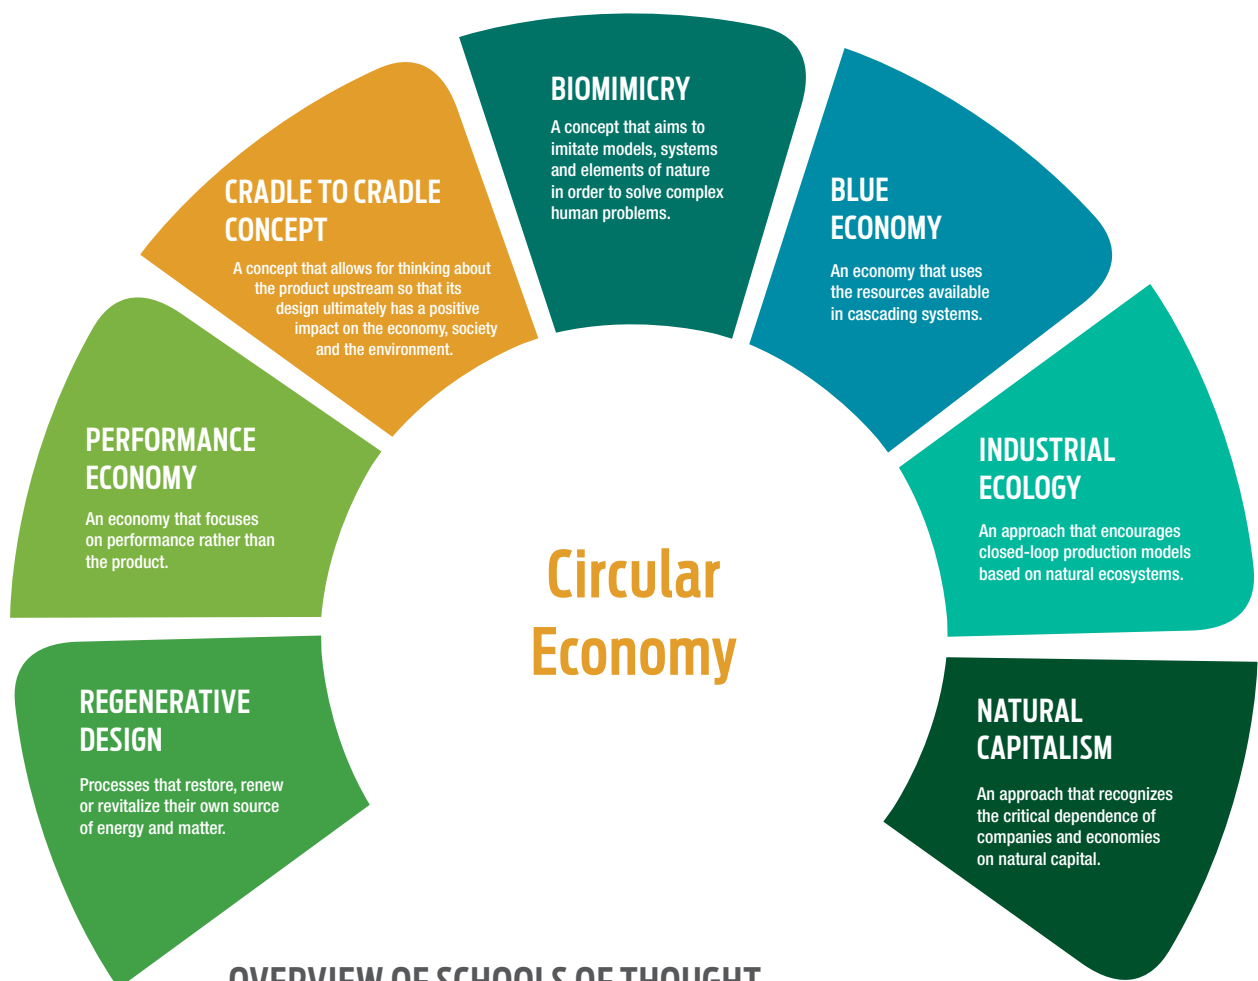 BIOMIMICRY
A concept that aims to
imitate models, systems
and elements of nature
in order to solve complex
human problems.
CRADLE TO CRADLE
CONCEPT
A concept that allows for thinking about
the product upstream so that its
design ultimately has a positive
impact on the economy, society
and the environment.
BLUE
ECONOMY
An economy that uses
the resources available
in cascading systems.
PERFORMANCE
ECONOMY
An economy that focuses
on performance rather than
the product.
INDUSTRIAL
ECOLOGY
An approach that encourages
closed-loop production models
based on natural ecosystems.
Circular
Economy
REGENERATIVE
DESIGN
Processes that restore, renew
or revitalize their own source
of energy and matter.
NATURAL
CAPITALISM
An approach that recognizes
the critical dependence of
companies and economies
on natural capital.
OVERVIEW OF SCHOOLS OF THOUGHT